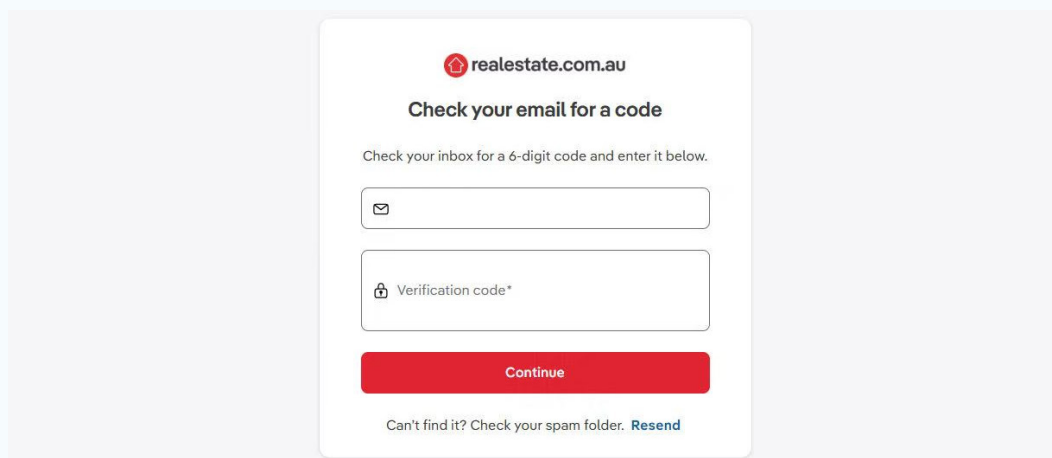 realestate.com.au
Check your email for a code
Check your inbox for a 6-digit code and enter it below.
Verification code*
Continue
Can't find it? Check your spam folder. Resend